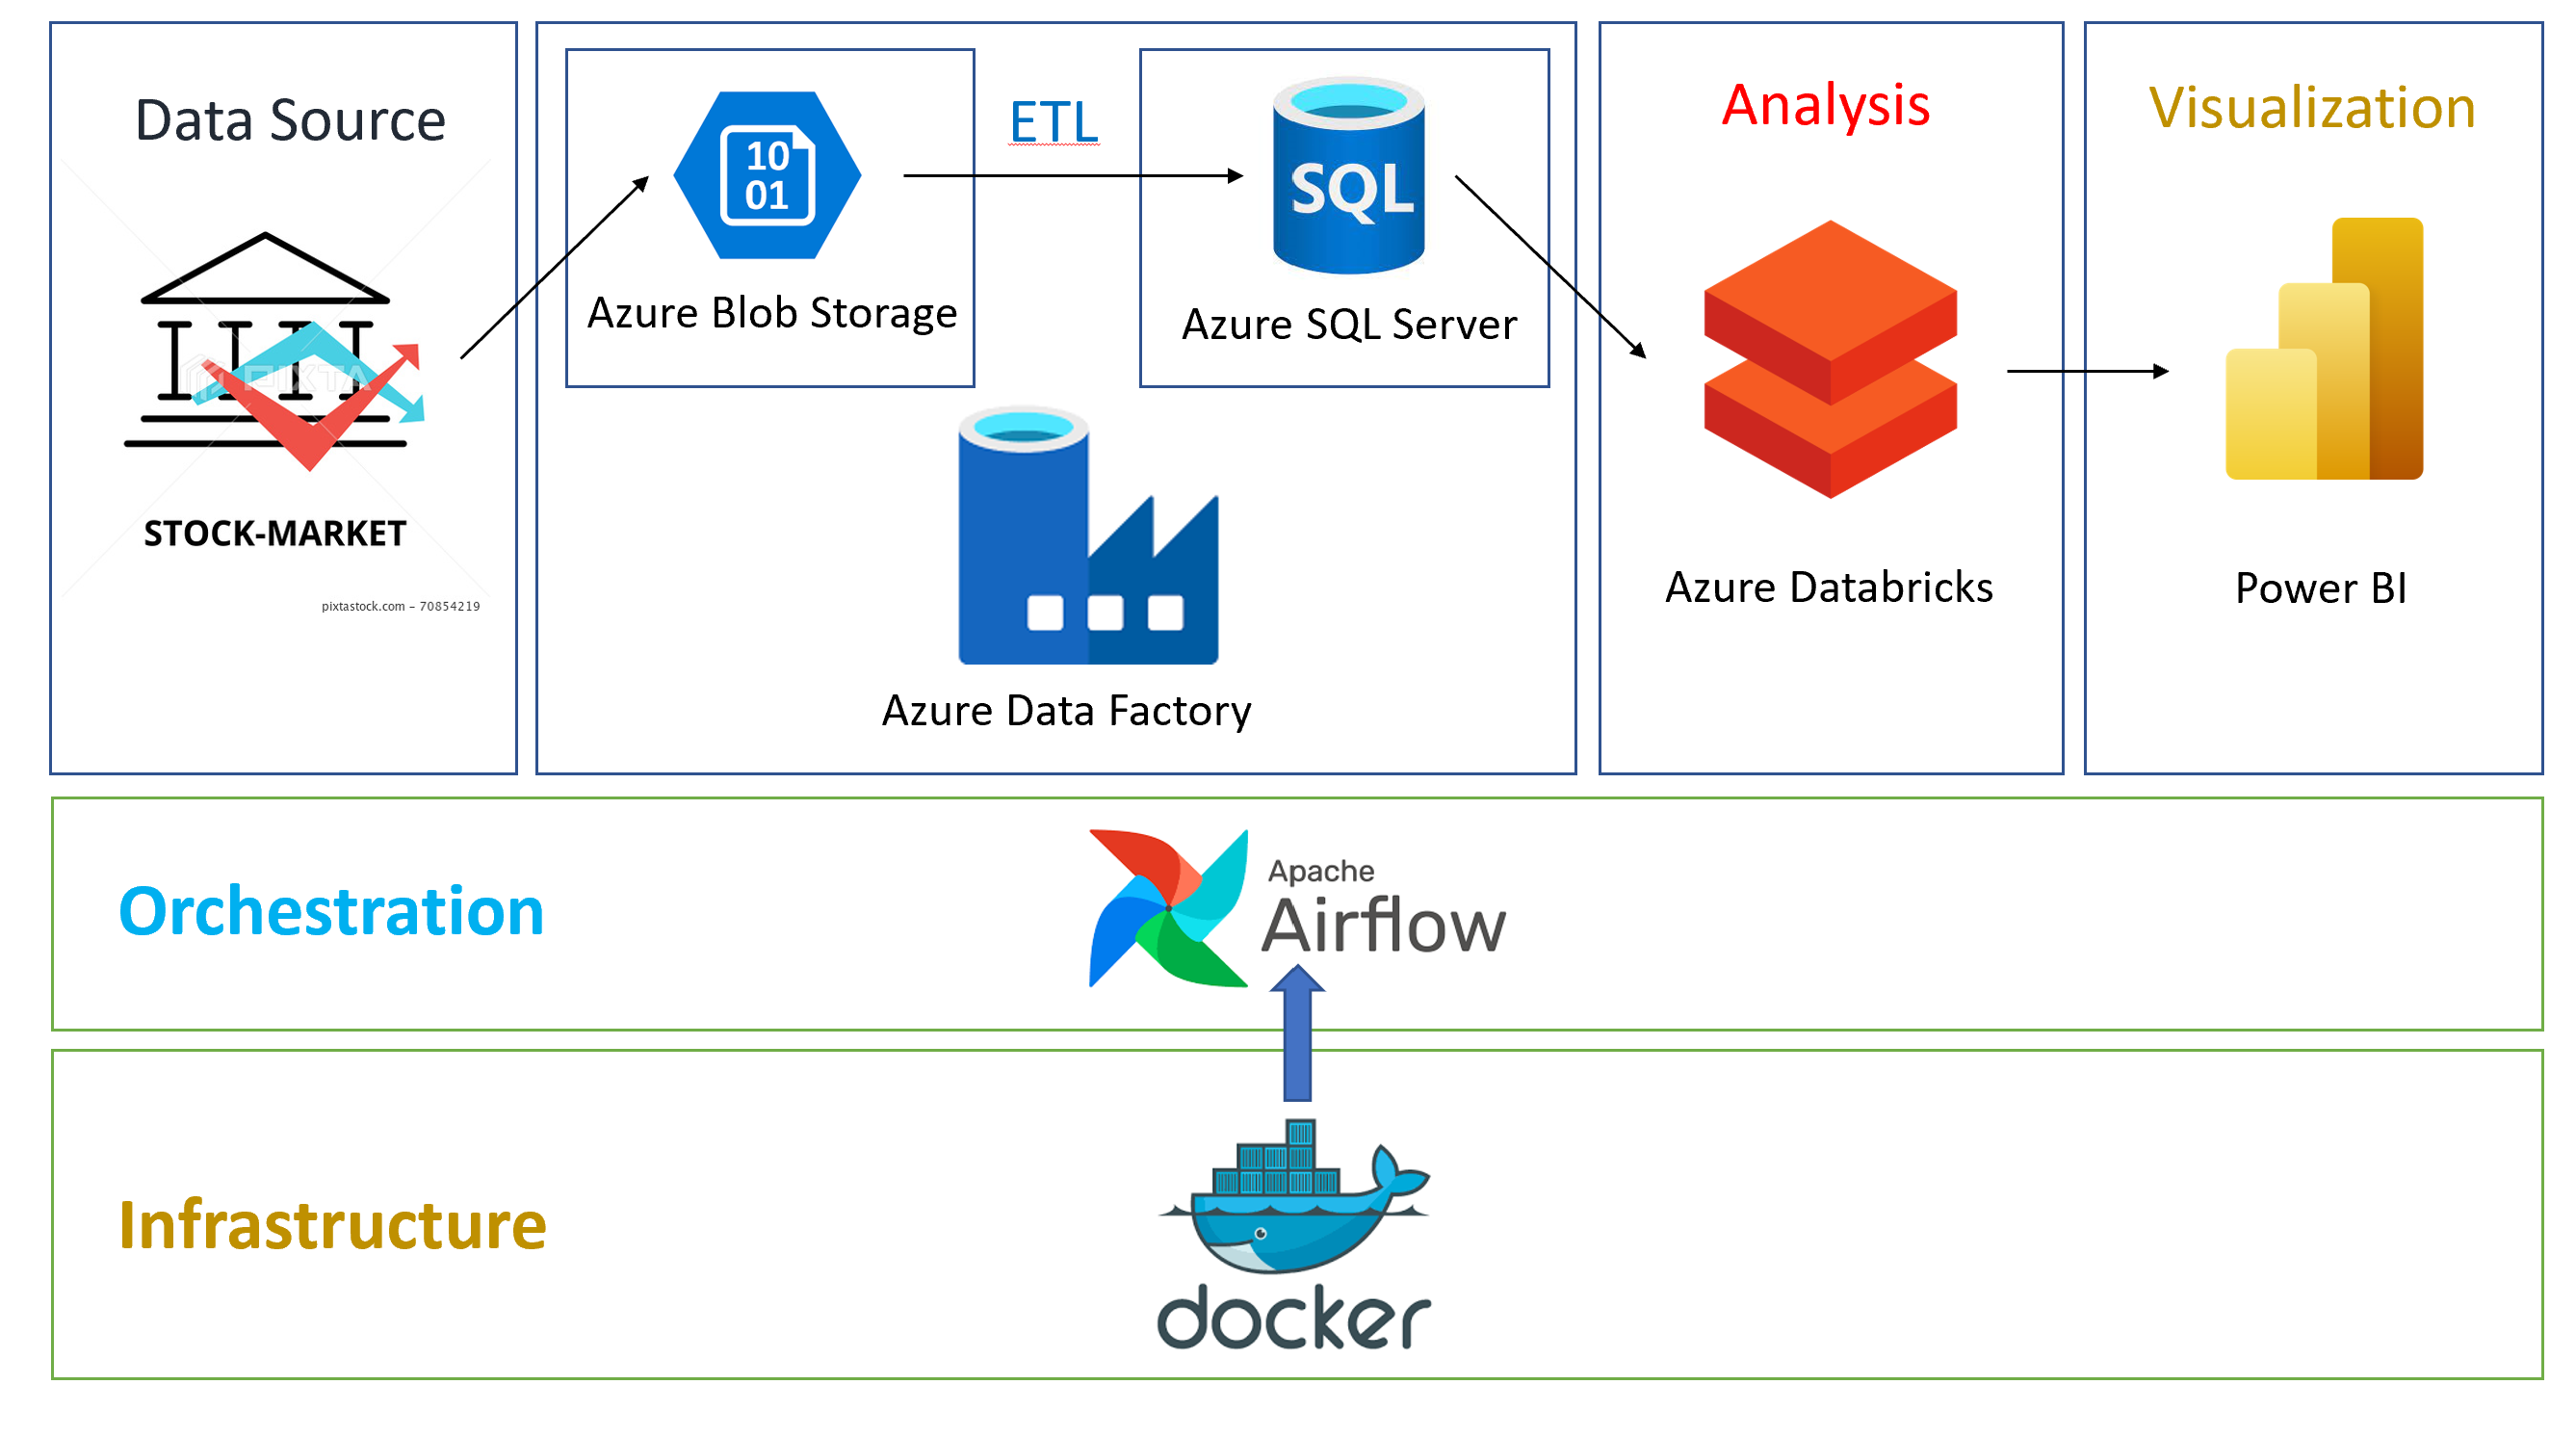 Data Source
PIXTA
STOCK-MARKET
pixtastock.com - 70854219
10
01
Azure Blob Storage
ETL
SQL
Azure SQL Server
Azure Data Factory
Analysis
Azure Databricks
Visualization
Power BI
Orchestration
Apache
Airflow
Infrastructure
docker